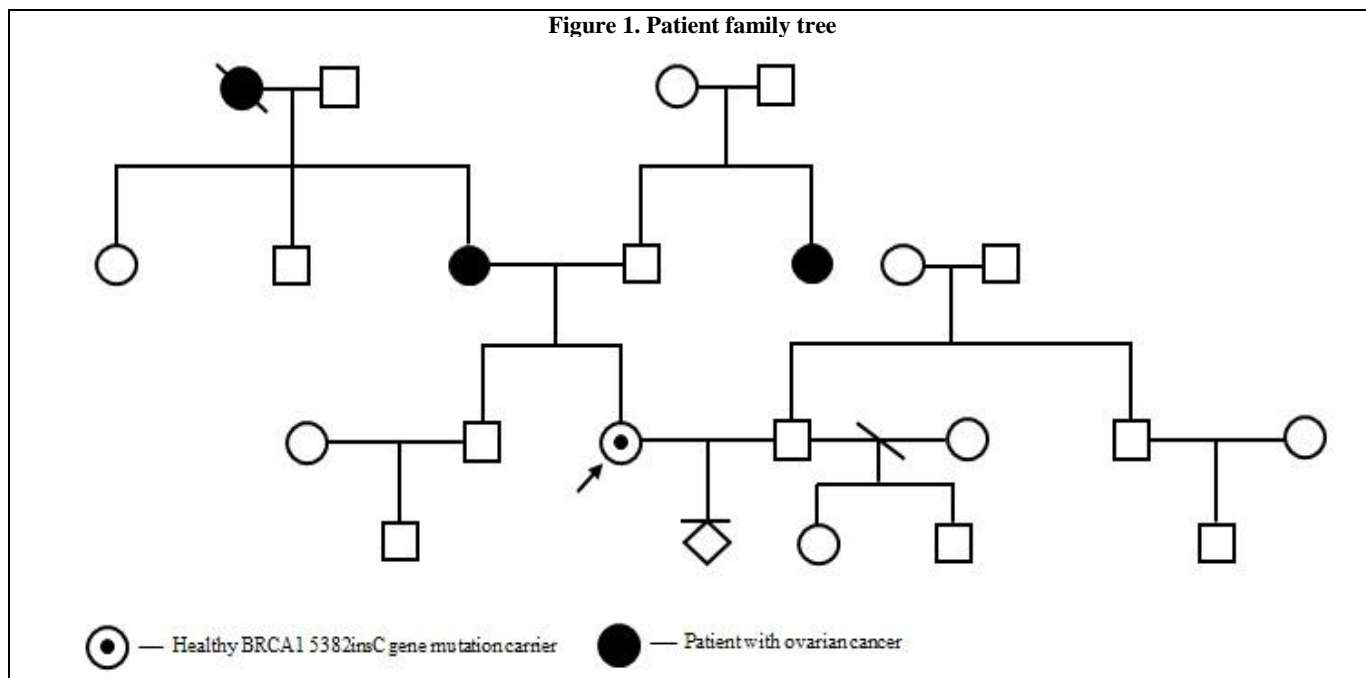 Figure 1. Patient family tree
— Healthy BRCA1 5382insC gene mutation carrier
— Patient with ovarian cancer